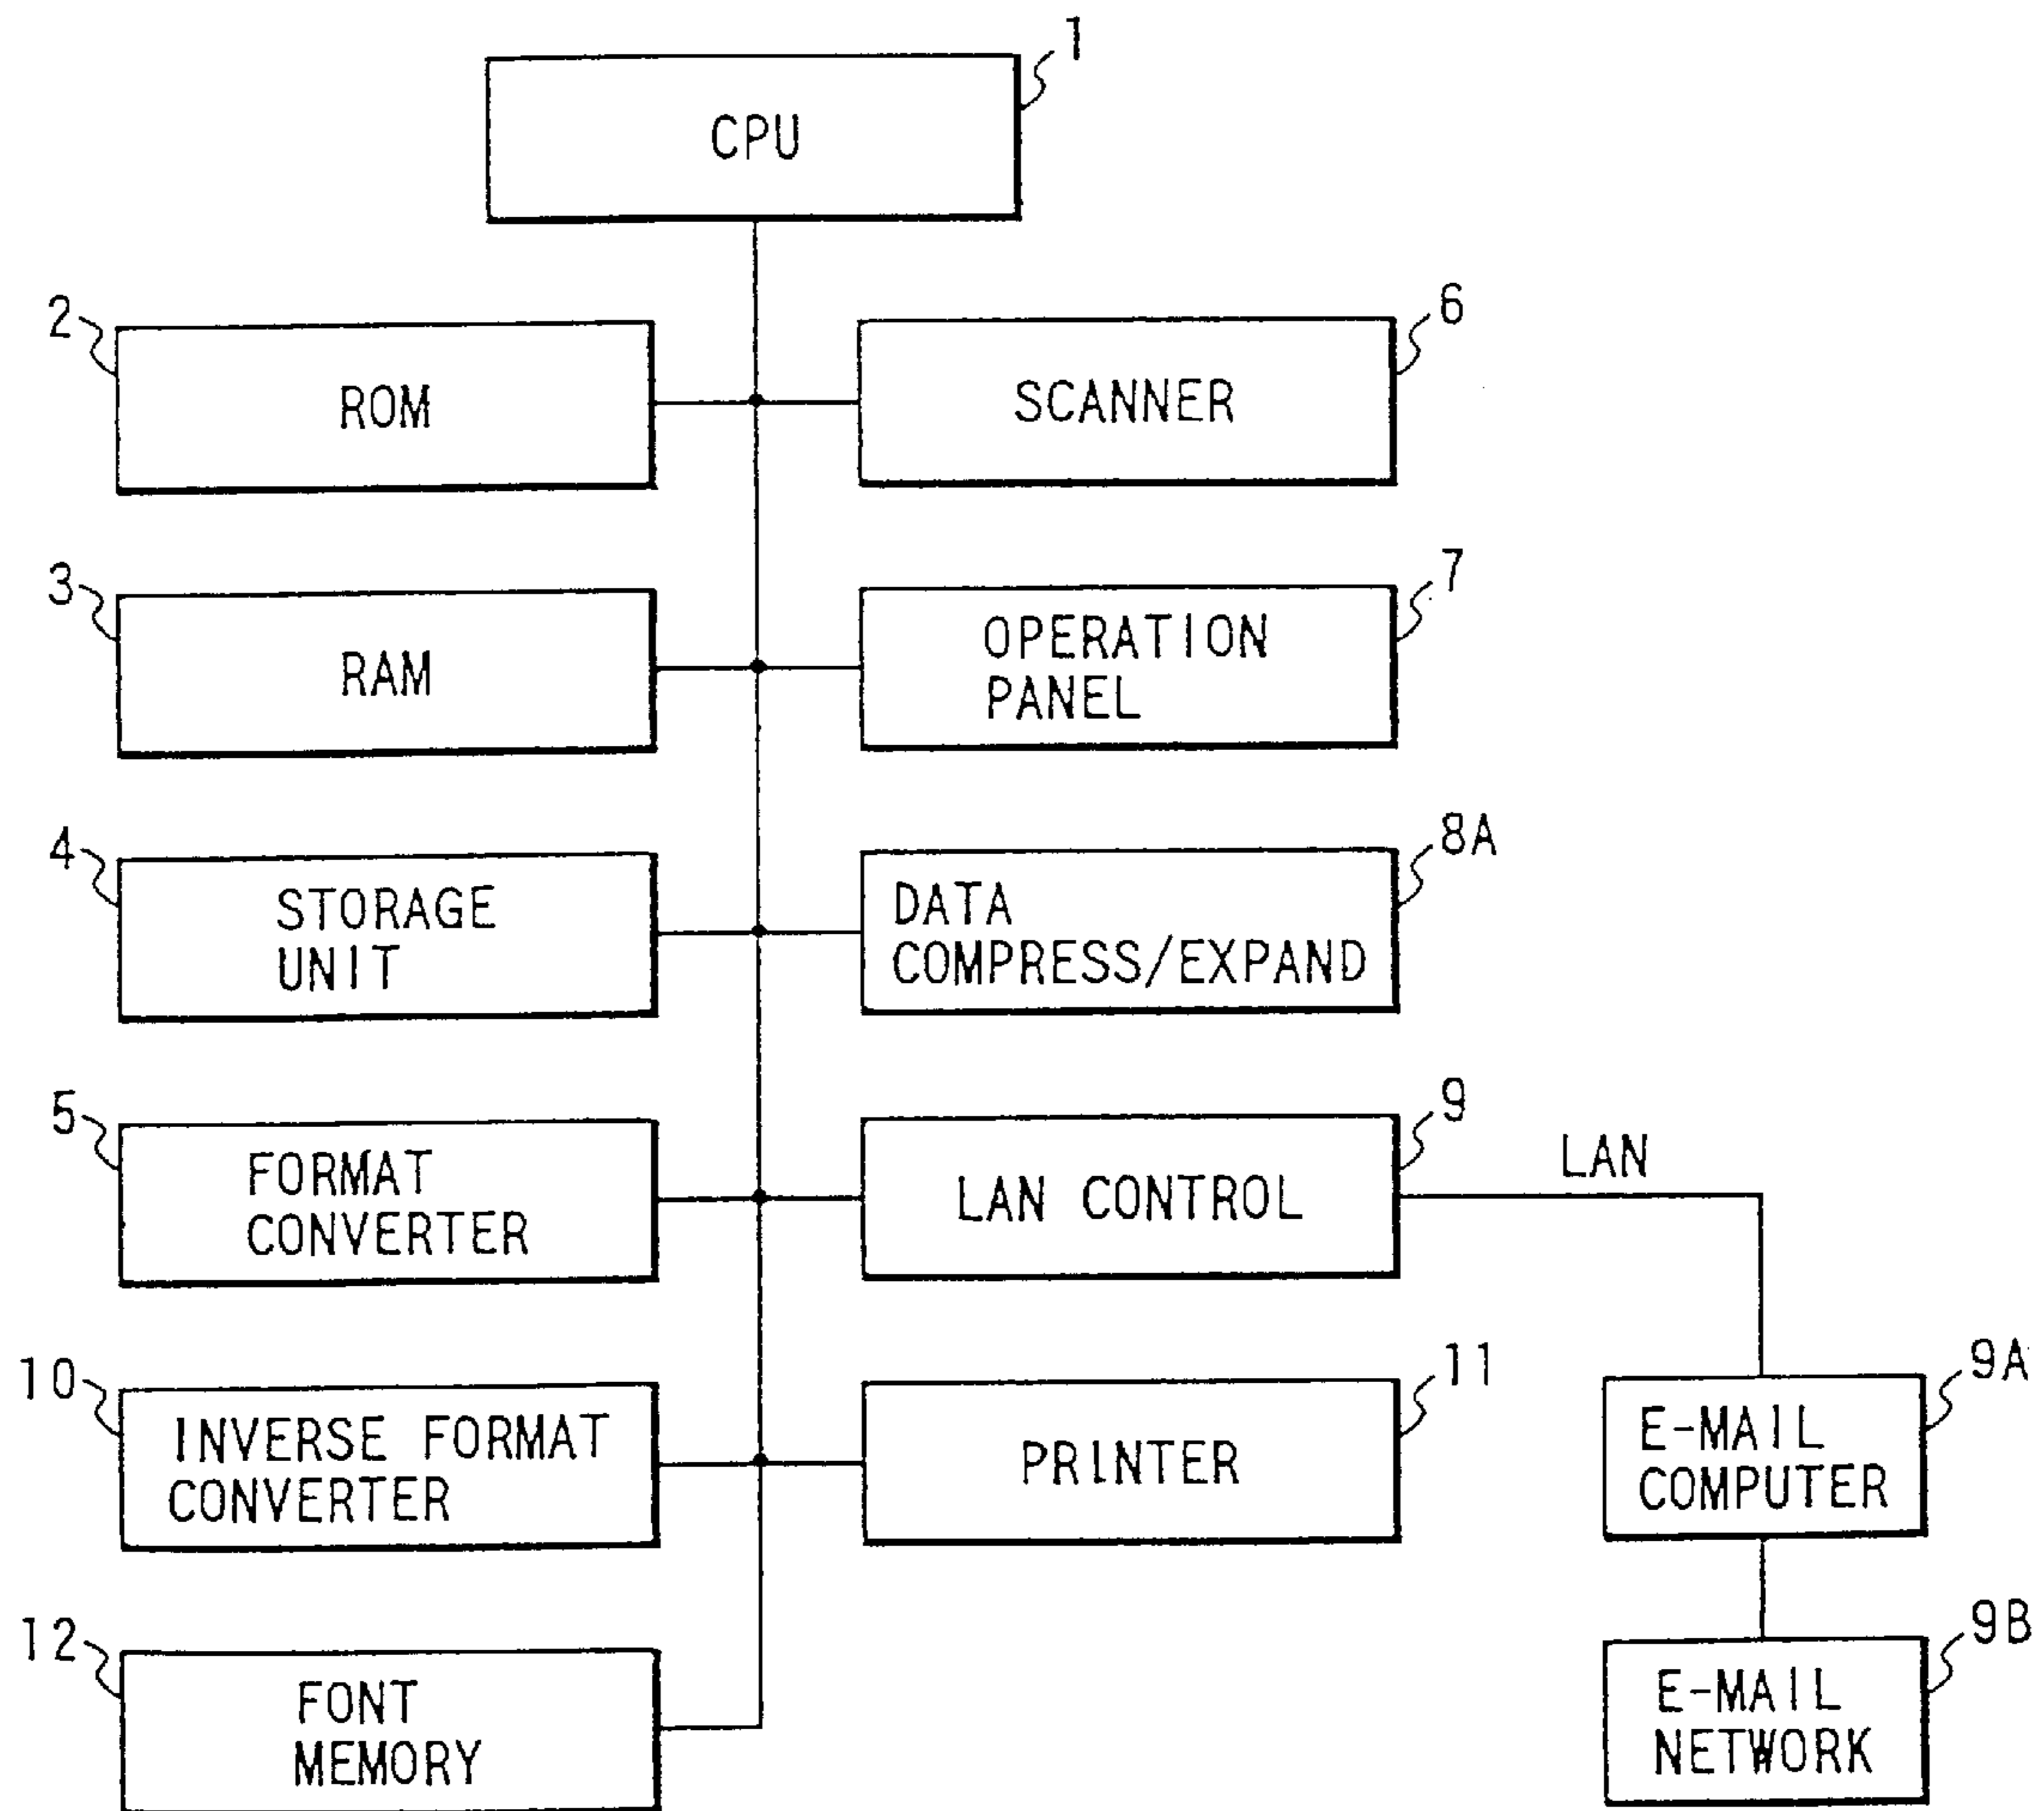 1
CPU
2
ROM
6
SCANNER
3
RAM
7
OPERATION
PANEL
4
STORAGE
UNIT
8A
DATA
COMPRESS/EXPAND
5
FORMAT
CONVERTER
9
LAN CONTROL
LAN
10
INVERSE FORMAT
CONVERTER
11
PRINTER
9A
E-MAIL
COMPUTER
12
FONT
MEMORY
9B
E-MAIL
NETWORK